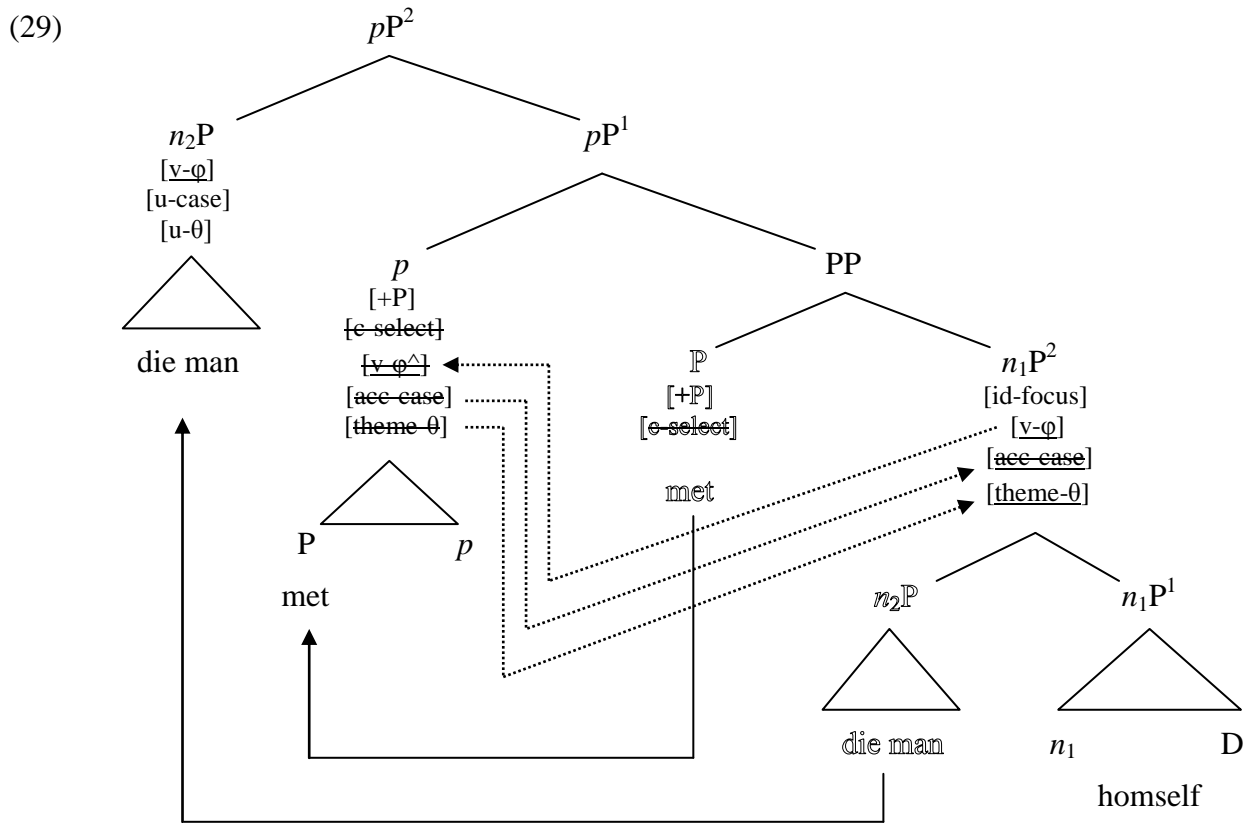 (29)
pP²
n₂P pP¹
[v-φ]
[u-case]
[u-θ]
die man
p PP
[+P]
[c-select]
[v-φ^]
[acc-case]
[theme-θ]
P p
met
ℙ n₁P²
[+ℙ] [id-focus]
[c-select] [v-φ]
[acc-case]
met [theme-θ]
n₂ℙ n₁P¹
die man n₁ D
homself